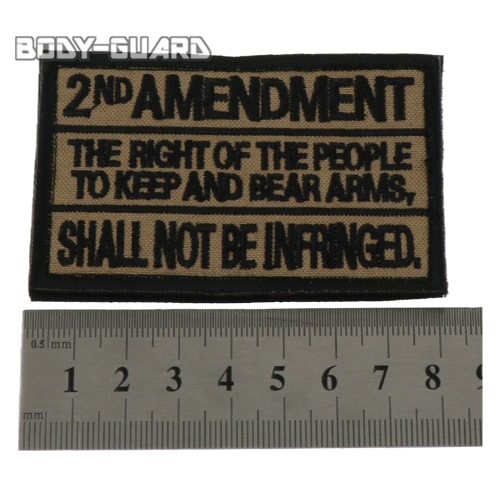 BODY-GUARD
2ND AMENDMENT
THE RIGHT OF THE PEOPLE
TO KEEP AND BEAR ARMS,
SHALL NOT BE INFRINGED.
0.5 mm
1 2 3 4 5 6 7 8
mm